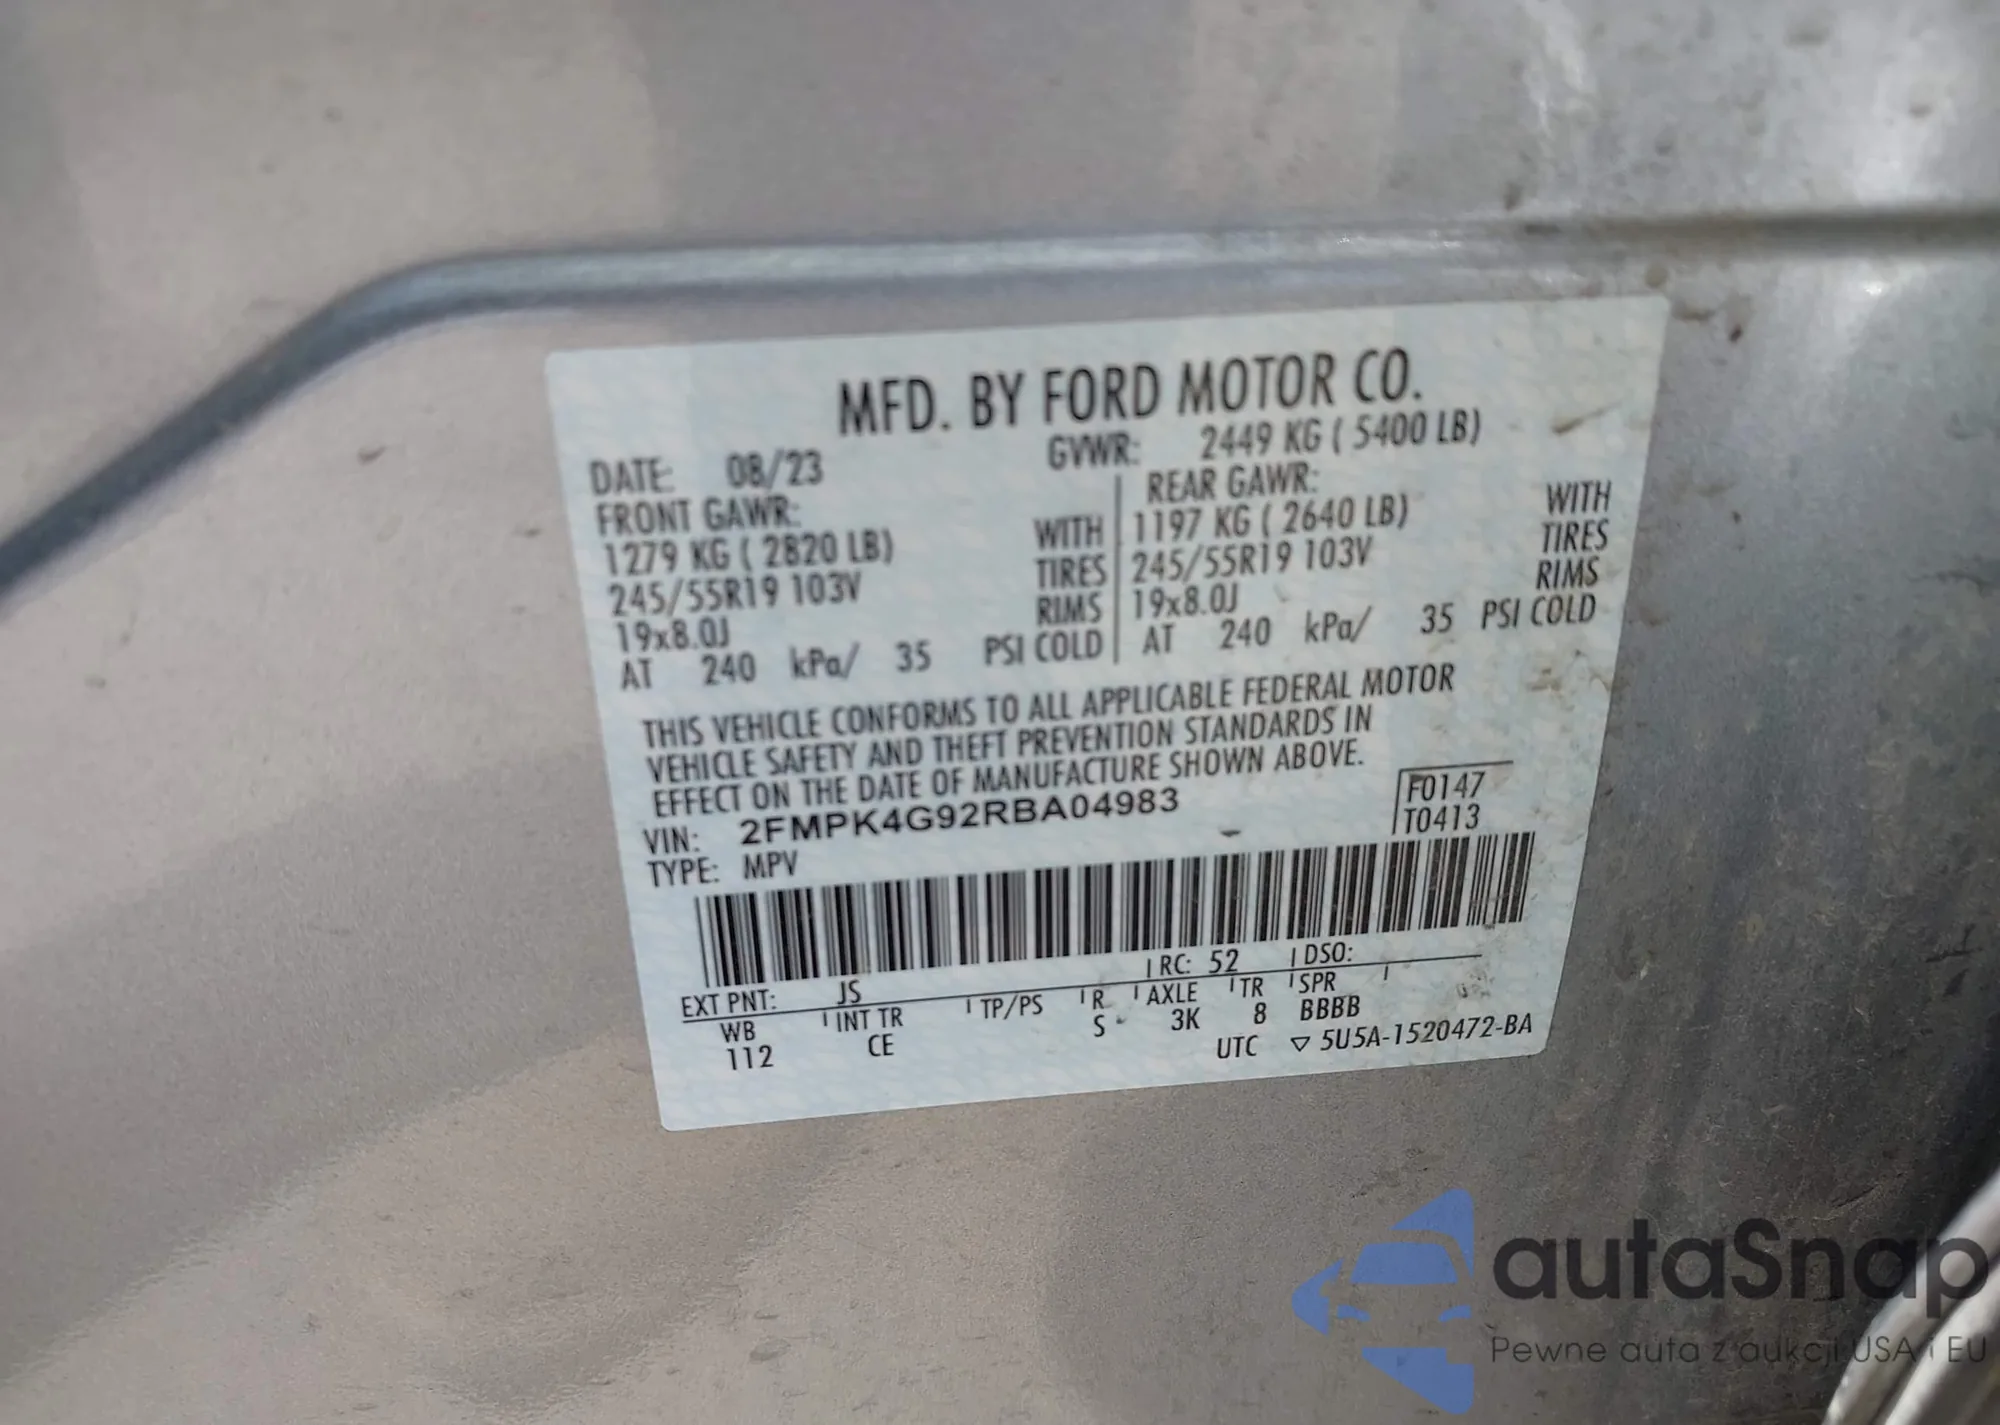 MFD. BY FORD MOTOR CO.
DATE: 08/23 GVWR: 2449 KG ( 5400 LB)
FRONT GAWR: REAR GAWR:
1279 KG ( 2820 LB) WITH 1197 KG ( 2640 LB) WITH
245/55R19 103V TIRES 245/55R19 103V TIRES
19x8.0J RIMS 19x8.0J RIMS
AT 240 kPa/ 35 PSI COLD AT 240 kPa/ 35 PSI COLD
THIS VEHICLE CONFORMS TO ALL APPLICABLE FEDERAL MOTOR
VEHICLE SAFETY AND THEFT PREVENTION STANDARDS IN
EFFECT ON THE DATE OF MANUFACTURE SHOWN ABOVE.
VIN: 2FMPK4G92RBA04983 F0147
TYPE: MPV T0413
EXT PNT: JS RC: 52 DSO:
WB INT TR TP/PS R AXLE TR SPR
112 CE S 3K 8 BBBB
UTC ▽ 5U5A-1520472-BA
autaSnap
Pewne auta z aukcji USA i EU